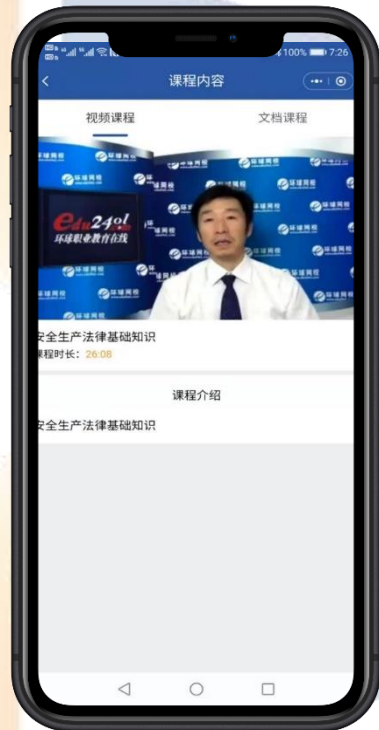 100% 7:26
课程内容
视频课程 文档课程
环球网校
Edu24ol
环球职业教育在线
安全生产法律基础知识
课程时长：26:08
课程介绍
安全生产法律基础知识